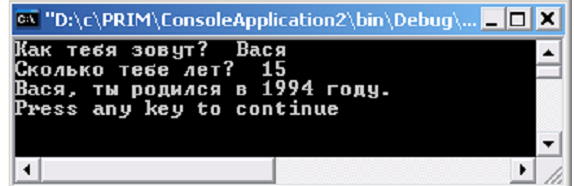 "D:\c\PRIM\ConsoleApplication2\bin\Debug\...
Как тебя зовут?  Вася
Сколько тебе лет?  15
Вася, ты родился в 1994 году.
Press any key to continue